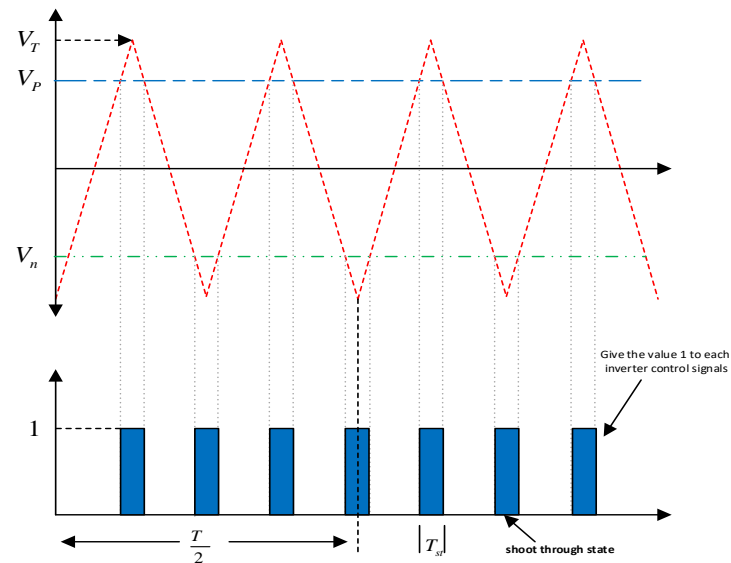 V_T
V_P
V_n
Give the value 1 to each
inverter control signals
1
T/2
|T_st|
shoot through state